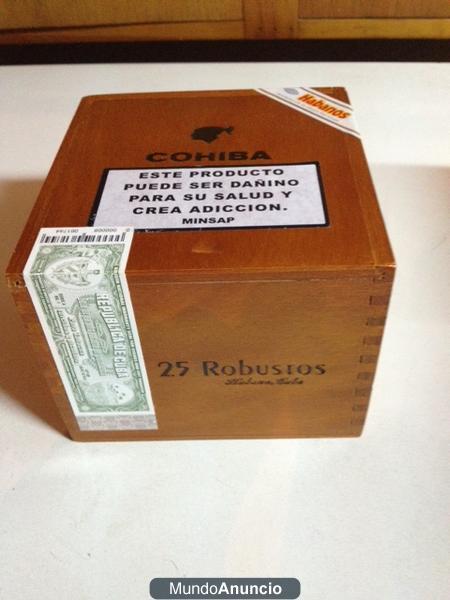 Habanos
COHIBA
ESTE PRODUCTO
PUEDE SER DAÑINO
PARA SU SALUD Y
CREA ADICCION.
MINSAP
REPUBLICA DE CUBA
25 Robustos
Habana, Cuba
MundoAnuncio